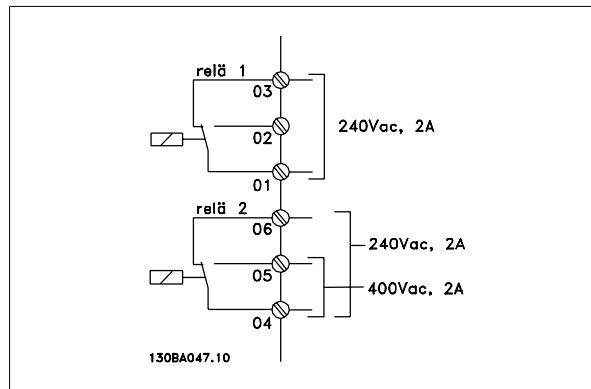 relä 1
03
02
240Vac, 2A
01
relä 2
06
240Vac, 2A
05
400Vac, 2A
04
130BA047.10